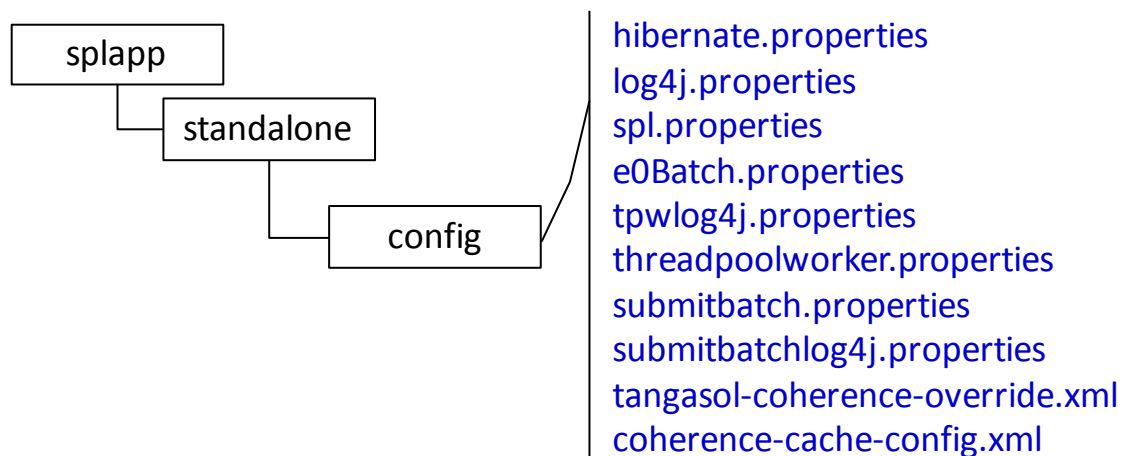 splapp
standalone
config
hibernate.properties
log4j.properties
spl.properties
e0Batch.properties
tpwlog4j.properties
threadpoolworker.properties
submitbatch.properties
submitbatchlog4j.properties
tangasol-coherence-override.xml
coherence-cache-config.xml